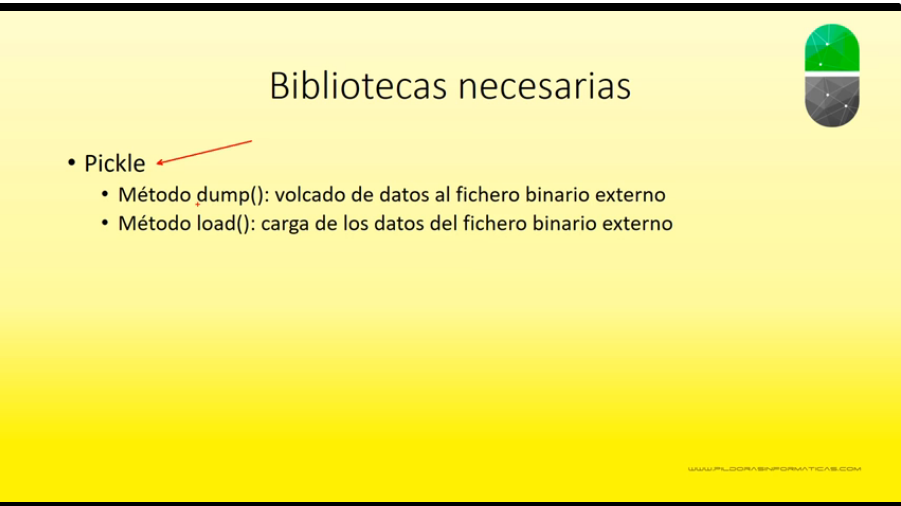 Bibliotecas necesarias
• Pickle
• Método dump(): volcado de datos al fichero binario externo
• Método load(): carga de los datos del fichero binario externo
WWW.PILDORASINFORMATICAS.COM